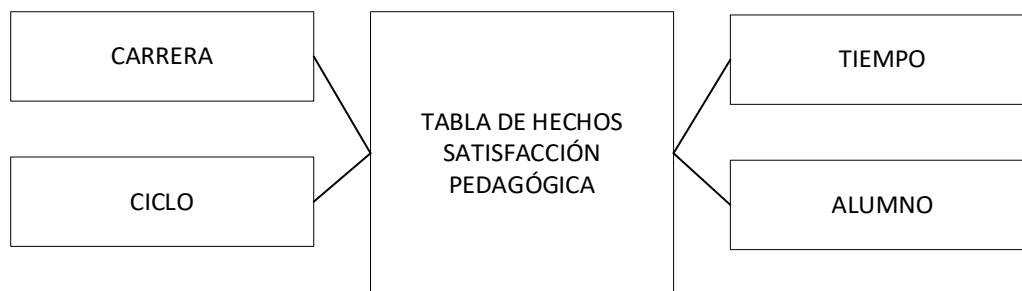 CARRERA
CICLO
TABLA DE HECHOS
SATISFACCIÓN
PEDAGÓGICA
TIEMPO
ALUMNO